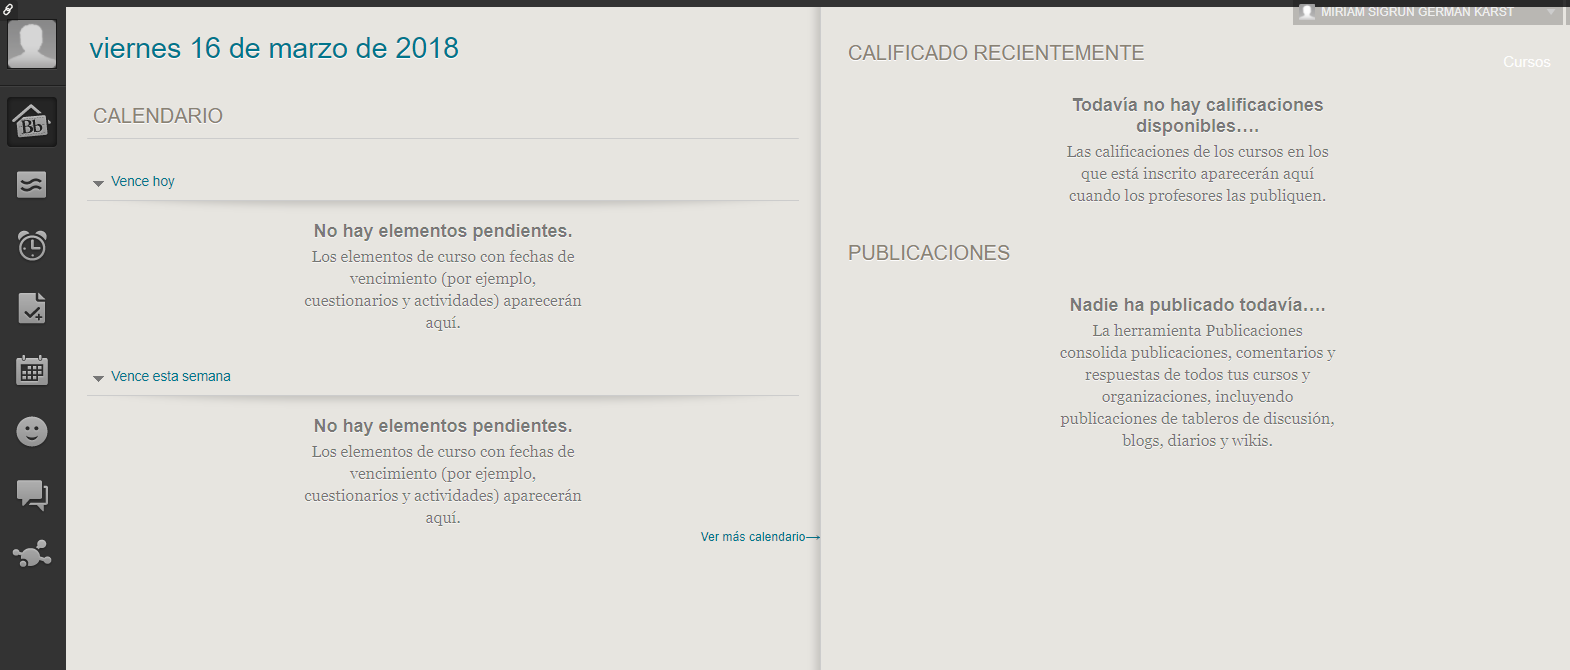 MIRIAM SIGRUN GERMAN KARST
Cursos
Bb
viernes 16 de marzo de 2018
CALENDARIO
Vence hoy
No hay elementos pendientes.
Los elementos de curso con fechas de
vencimiento (por ejemplo,
cuestionarios y actividades) aparecerán
aquí.
Vence esta semana
No hay elementos pendientes.
Los elementos de curso con fechas de
vencimiento (por ejemplo,
cuestionarios y actividades) aparecerán
aquí.
Ver más calendario→
CALIFICADO RECIENTEMENTE
Todavía no hay calificaciones
disponibles....
Las calificaciones de los cursos en los
que está inscrito aparecerán aquí
cuando los profesores las publiquen.
PUBLICACIONES
Nadie ha publicado todavía....
La herramienta Publicaciones
consolida publicaciones, comentarios y
respuestas de todos tus cursos y
organizaciones, incluyendo
publicaciones de tableros de discusión,
blogs, diarios y wikis.